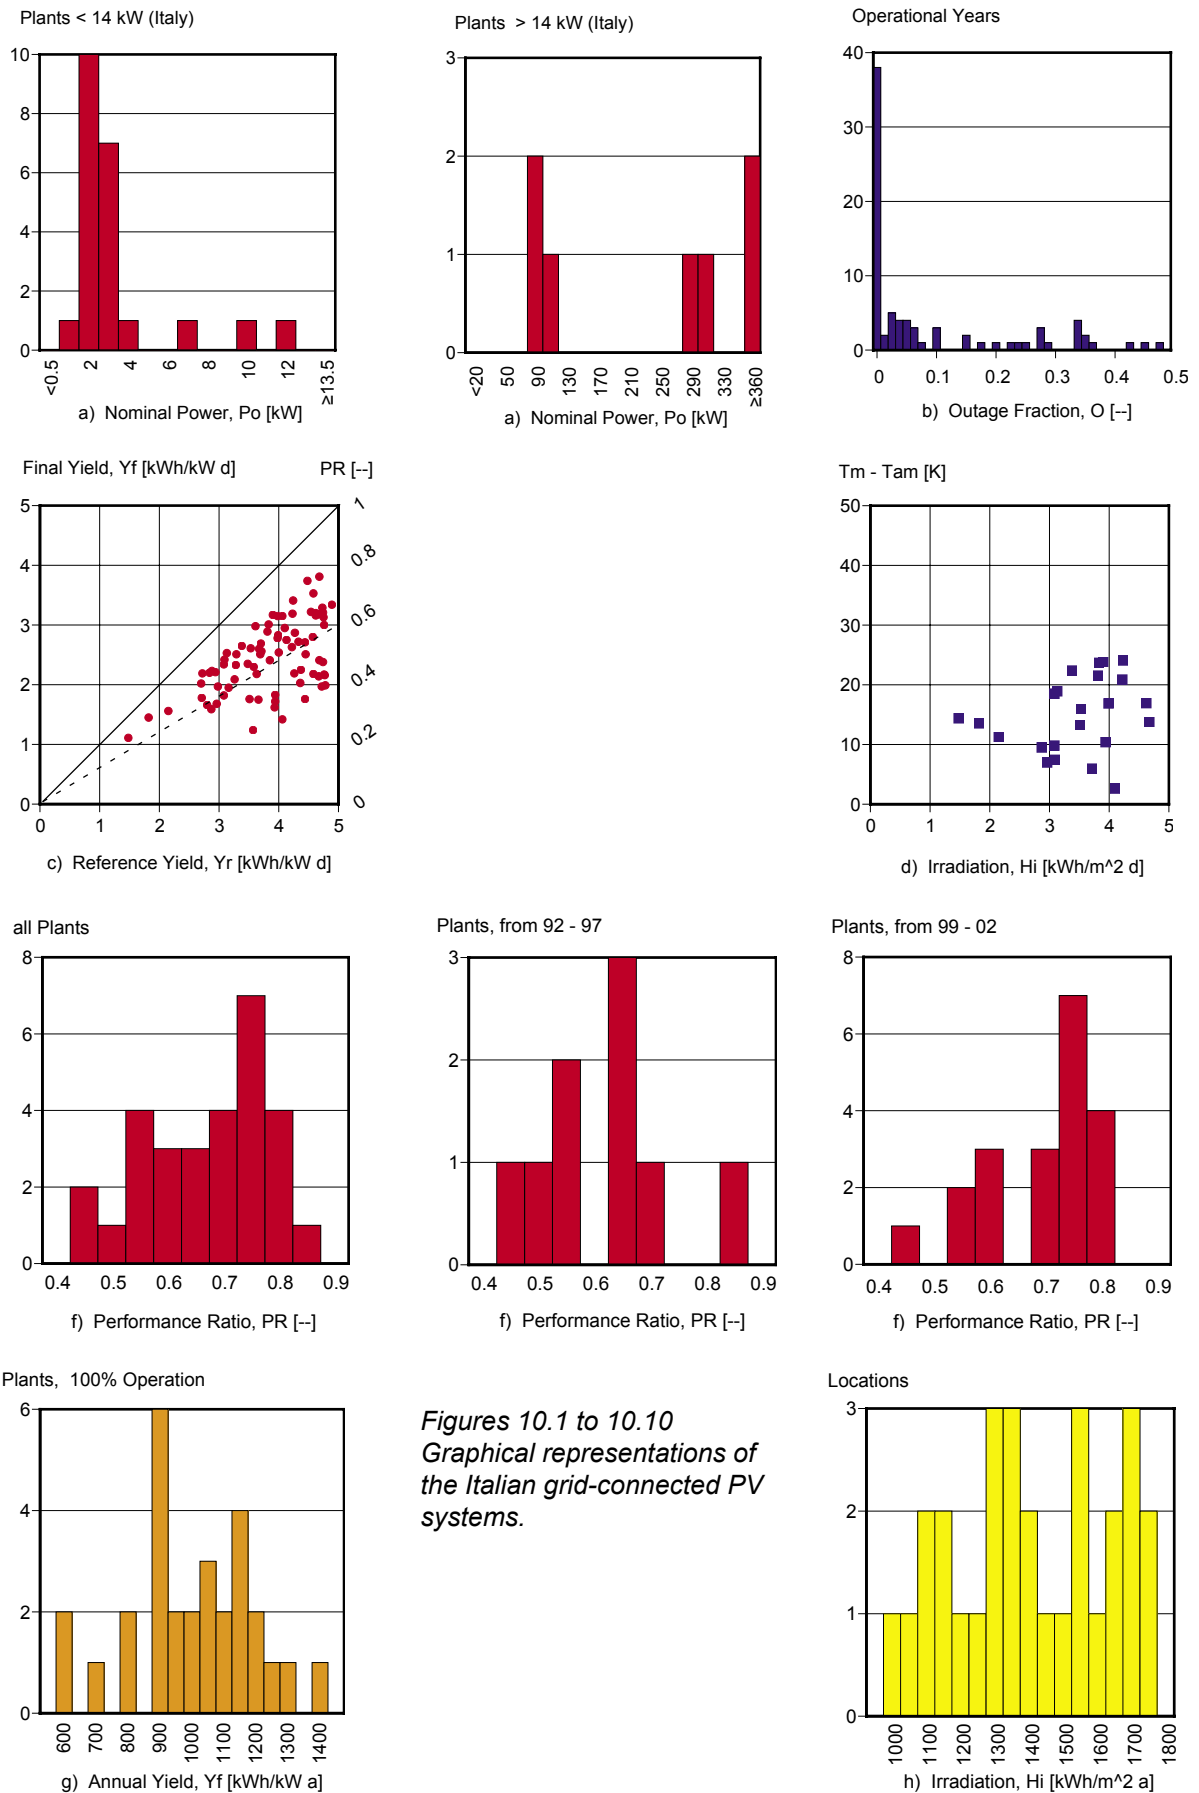 Plants < 14 kW (Italy)
10
8
6
4
2
0
<0.5 2 4 6 8 10 12 ≥13.5
a) Nominal Power, Po [kW]
Plants > 14 kW (Italy)
3
2
1
0
<20 50 90 130 170 210 250 290 330 ≥360
a) Nominal Power, Po [kW]
Operational Years
40
30
20
10
0
0 0.1 0.2 0.3 0.4 0.5
b) Outage Fraction, O [--]
Final Yield, Yf [kWh/kW d] PR [--]
5
4
3
2
1
0
1
0.8
0.6
0.4
0.2
0
0 1 2 3 4 5
c) Reference Yield, Yr [kWh/kW d]
Tm - Tam [K]
50
40
30
20
10
0
0 1 2 3 4 5
d) Irradiation, Hi [kWh/m^2 d]
all Plants
8
6
4
2
0
0.4 0.5 0.6 0.7 0.8 0.9
f) Performance Ratio, PR [--]
Plants, from 92 - 97
3
2
1
0
0.4 0.5 0.6 0.7 0.8 0.9
f) Performance Ratio, PR [--]
Plants, from 99 - 02
8
6
4
2
0
0.4 0.5 0.6 0.7 0.8 0.9
f) Performance Ratio, PR [--]
Plants, 100% Operation
6
4
2
0
600 700 800 900 1000 1100 1200 1300 1400
g) Annual Yield, Yf [kWh/kW a]
Figures 10.1 to 10.10
Graphical representations of
the Italian grid-connected PV
systems.
Locations
3
2
1
0
1000 1100 1200 1300 1400 1500 1600 1700 1800
h) Irradiation, Hi [kWh/m^2 a]